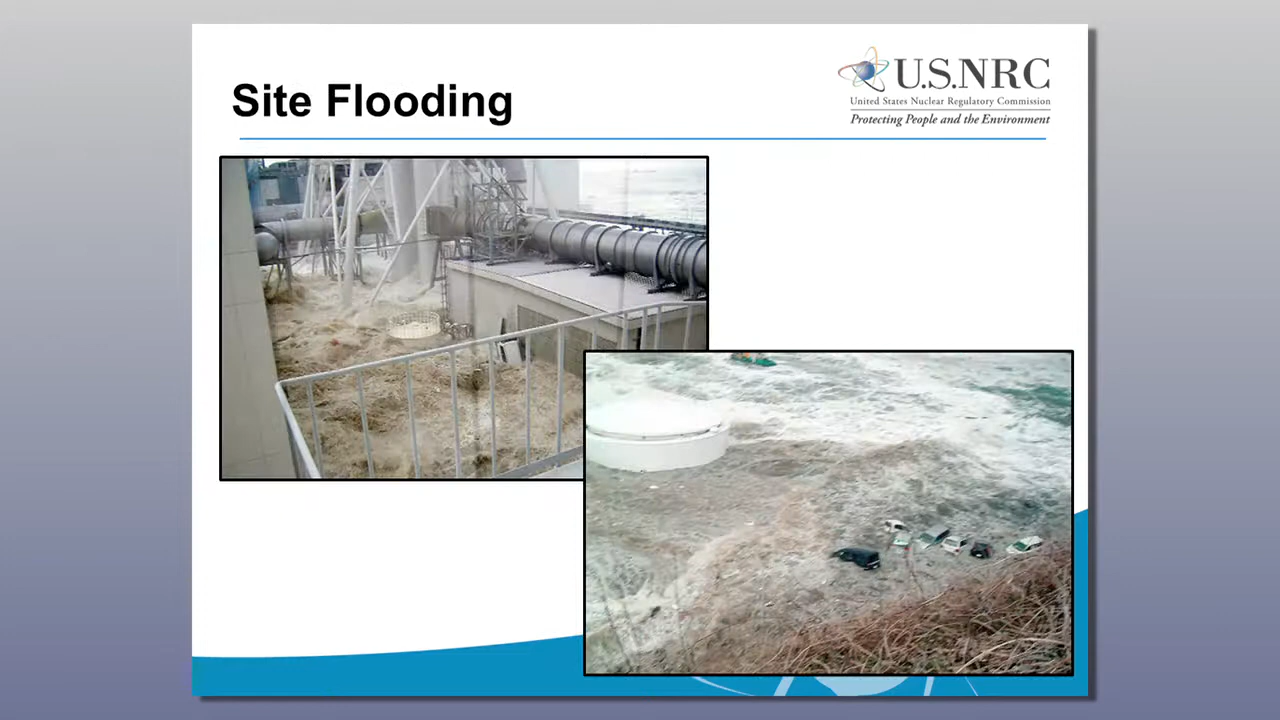 Site Flooding
U.S.NRC
United States Nuclear Regulatory Commission
Protecting People and the Environment